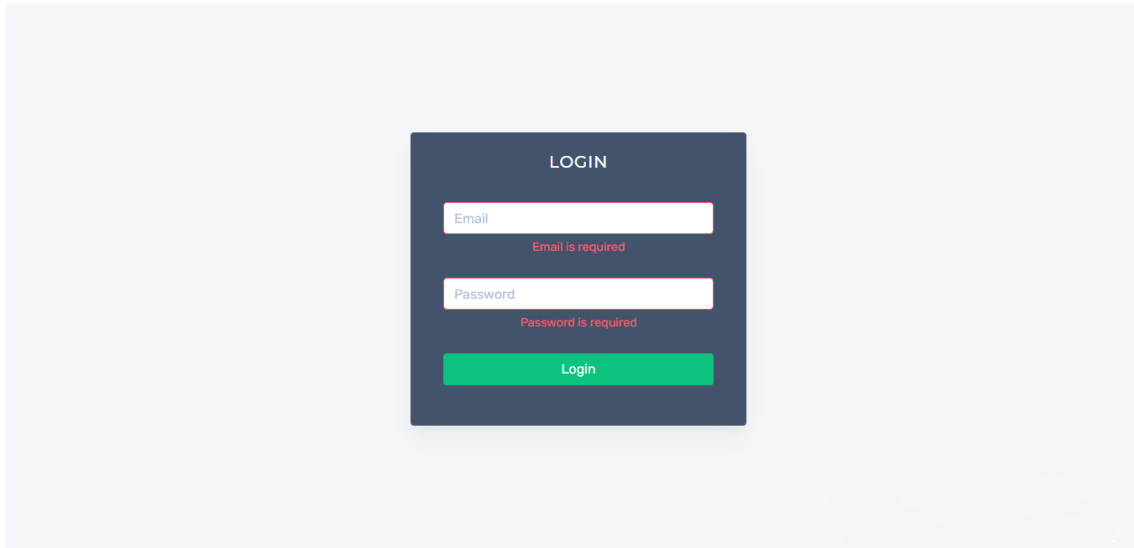 LOGIN
Email
Email is required
Password
Password is required
Login